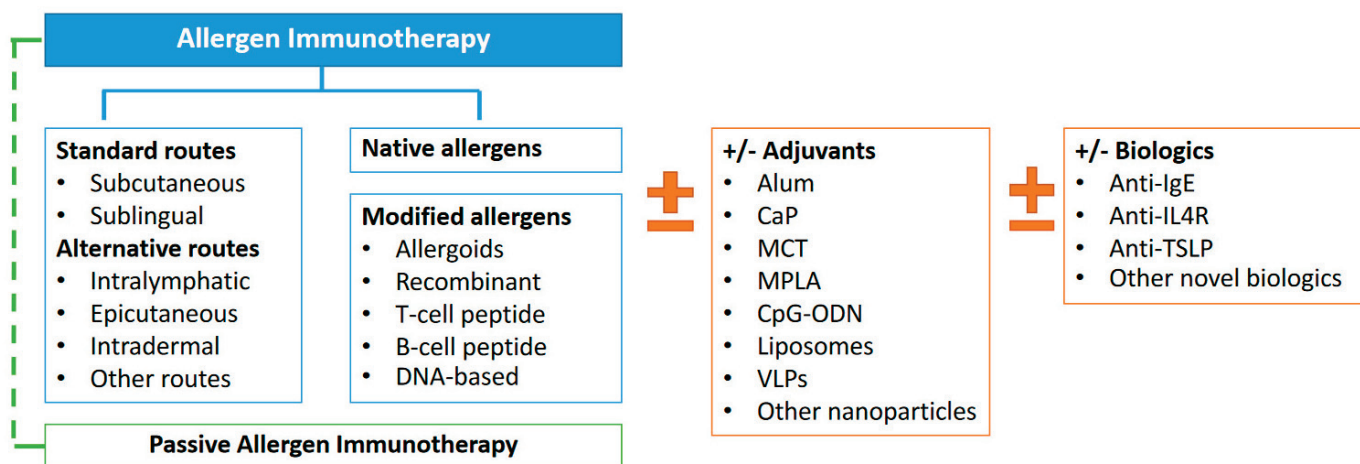 Allergen Immunotherapy
Standard routes
• Subcutaneous
• Sublingual
Alternative routes
• Intralymphatic
• Epicutaneous
• Intradermal
• Other routes
Native allergens
Modified allergens
• Allergoids
• Recombinant
• T-cell peptide
• B-cell peptide
• DNA-based
+/- Adjuvants
• Alum
• CaP
• MCT
• MPLA
• CpG-ODN
• Liposomes
• VLPs
• Other nanoparticles
+/- Biologics
• Anti-IgE
• Anti-IL4R
• Anti-TSLP
• Other novel biologics
Passive Allergen Immunotherapy